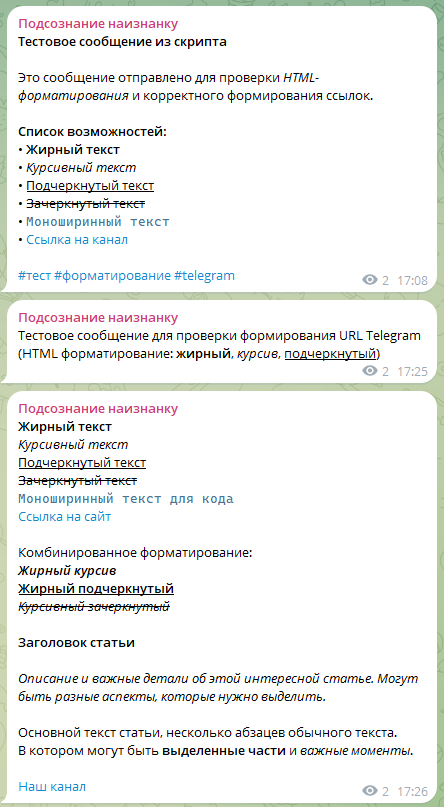 Подсознание наизнанку
Тестовое сообщение из скрипта
Это сообщение отправлено для проверки HTML-
форматирования и корректного формирования ссылок.
Список возможностей:
• Жирный текст
• Курсивный текст
• Подчеркнутый текст
• Зачеркнутый текст
• Моноширинный текст
• Ссылка на канал
#тест #форматирование #telegram
2 17:08
Подсознание наизнанку
Тестовое сообщение для проверки формирования URL Telegram
(HTML форматирование: жирный, курсив, подчеркнутый)
2 17:25
Подсознание наизнанку
Жирный текст
Курсивный текст
Подчеркнутый текст
Зачеркнутый текст
Моноширинный текст для кода
Ссылка на сайт
Комбинированное форматирование:
Жирный курсив
Жирный подчеркнутый
Курсивный зачеркнутый
Заголовок статьи
Описание и важные детали об этой интересной статье. Могут
быть разные аспекты, которые нужно выделить.
Основной текст статьи, несколько абзацев обычного текста.
В котором могут быть выделенные части и важные моменты.
Наш канал
2 17:26